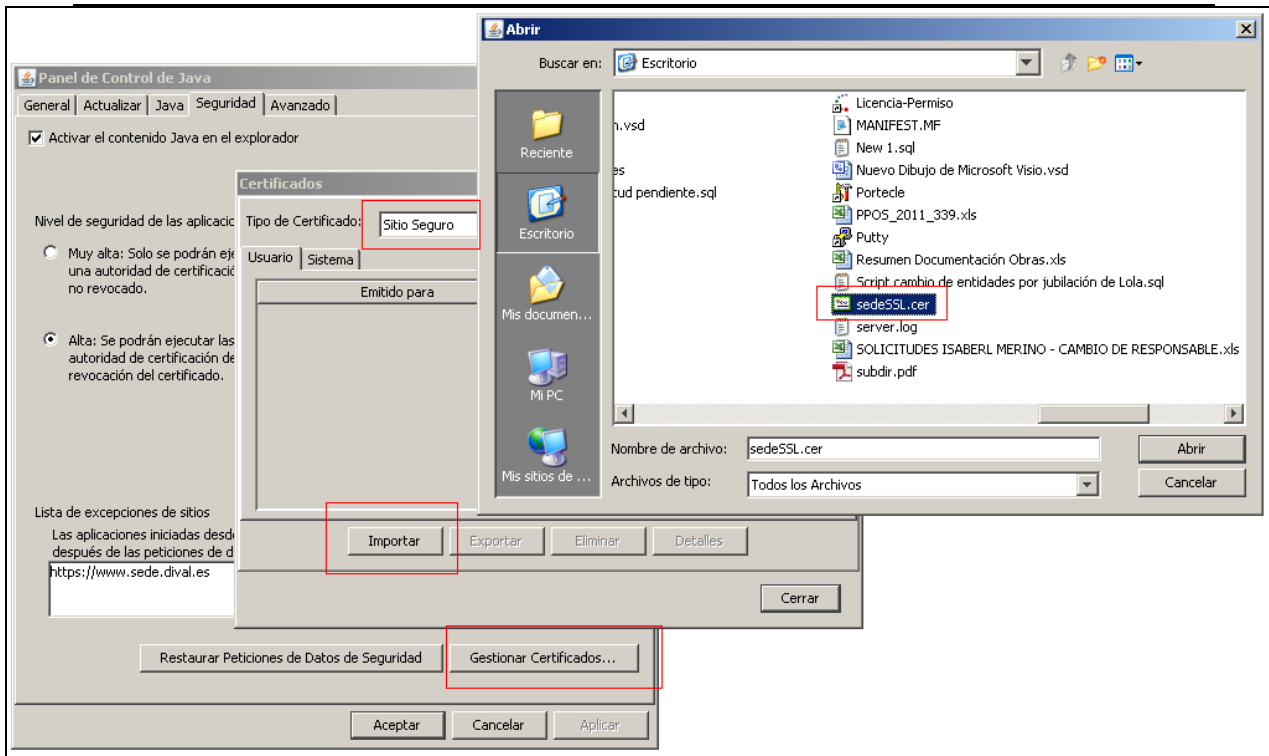 Abrir
Buscar en:
Escritorio
Reciente
Escritorio
Mis documen...
Mi PC
Mis sitios de ...
n.vsd
es
cud pendiente.sql
Licencia-Permiso
MANIFEST.MF
New 1.sql
Nuevo Dibujo de Microsoft Visio.vsd
Portecle
PPOS_2011_339.xls
Putty
Resumen Documentación Obras.xls
Script cambio de entidades por jubilación de Lola.sql
sedeSSL.cer
server.log
SOLICITUDES ISABERL MERINO - CAMBIO DE RESPONSABLE.xls
subdir.pdf
Nombre de archivo:
sedeSSL.cer
Abrir
Archivos de tipo:
Todos los Archivos
Cancelar
Panel de Control de Java
General Actualizar Java Seguridad Avanzado
Activar el contenido Java en el explorador
Nivel de seguridad de las aplicacic
Muy alta: Solo se podrán eje
una autoridad de certificació
no revocado.
Alta: Se podrán ejecutar las
autoridad de certificación de
revocación del certificado.
Lista de excepciones de sitios
Las aplicaciones iniciadas desde
después de las peticiones de d
https://www.sede.dival.es
Restaurar Peticiones de Datos de Seguridad
Gestionar Certificados...
Aceptar
Cancelar
Aplicar
Certificados
Tipo de Certificado:
Sitio Seguro
Usuario Sistema
Emitido para
Importar
Exportar
Eliminar
Detalles
Cerrar